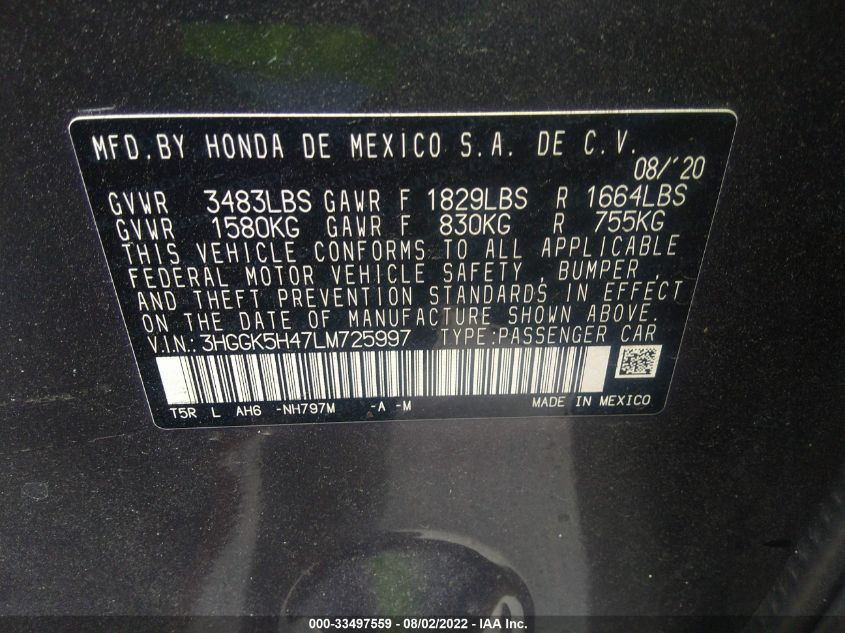 MFD.BY HONDA DE MEXICO S.A. DE C.V.
08/'20
GVWR 3483LBS GAWR F 1829LBS R 1664LBS
GVWR 1580KG GAWR F 830KG R 755KG
THIS VEHICLE CONFORMS TO ALL APPLICABLE
FEDERAL MOTOR VEHICLE SAFETY , BUMPER ,
AND THEFT PREVENTION STANDARDS IN EFFECT
ON THE DATE OF MANUFACTURE SHOWN ABOVE.
V.I.N.: 3HGGK5H47LM725997 TYPE:PASSENGER CAR
T5R L AH6 -NH797M -A -M MADE IN MEXICO
000-33497559 — 08/02/2022 — IAA Inc.